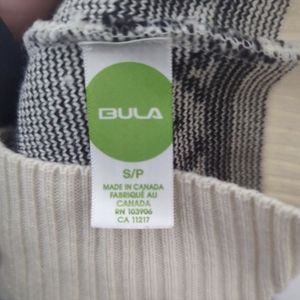 BULA
S/P
MADE IN CANADA
FABRIQUÉ AU
CANADA
RN 103906
CA 11217